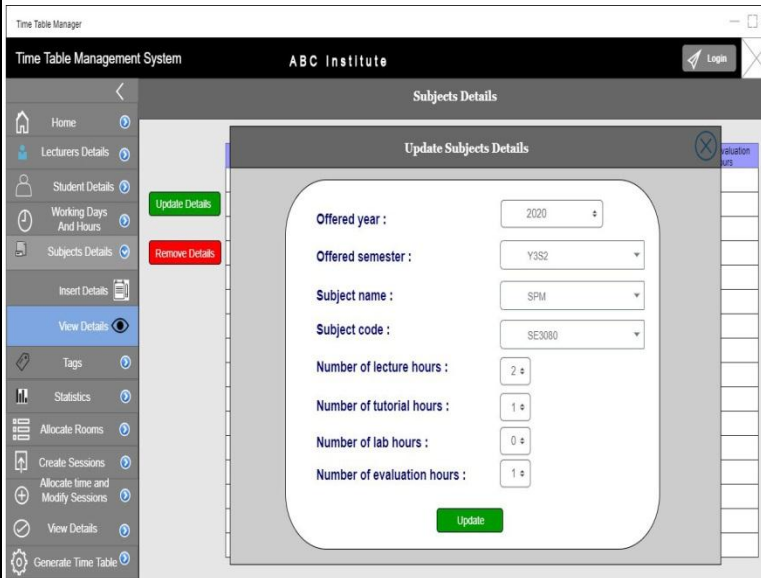 Time Table Manager
Time Table Management System
ABC Institute
Login
Subjects Details
Home
Lecturers Details
Student Details
Working Days
And Hours
Subjects Details
Insert Details
View Details
Tags
Statistics
Allocate Rooms
Create Sessions
Allocate time and
Modify Sessions
View Details
Generate Time Table
Update Details
Remove Details
Update Subjects Details
Offered year : 2020
Offered semester : Y3S2
Subject name : SPM
Subject code : SE3080
Number of lecture hours : 2
Number of tutorial hours : 1
Number of lab hours : 0
Number of evaluation hours : 1
Update